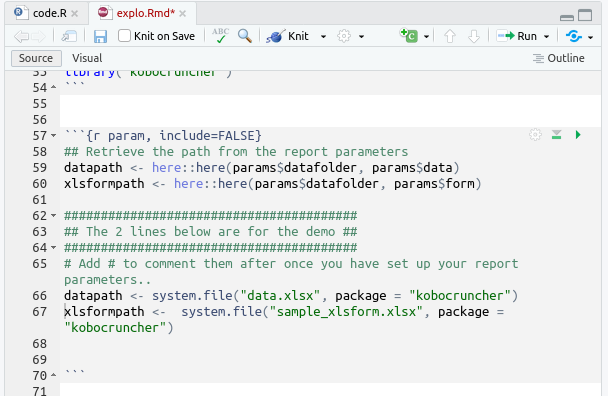 code.R
explo.Rmd*
Knit on Save
ABC
Knit
Run
Source
Visual
Outline
53 library("kobocruncher")
54 ```
55
56
57 ```{r param, include=FALSE}
58 ## Retrieve the path from the report parameters
59 datapath <- here::here(params$datafolder, params$data)
60 xlsformpath <- here::here(params$datafolder, params$form)
61
62 ########################################
63 ## The 2 lines below are for the demo ##
64 ########################################
65 # Add # to comment them after once you have set up your report
parameters..
66 datapath <- system.file("data.xlsx", package = "kobocruncher")
67 xlsformpath <-  system.file("sample_xlsform.xlsx", package =
"kobocruncher")
68
69
70 ```
71